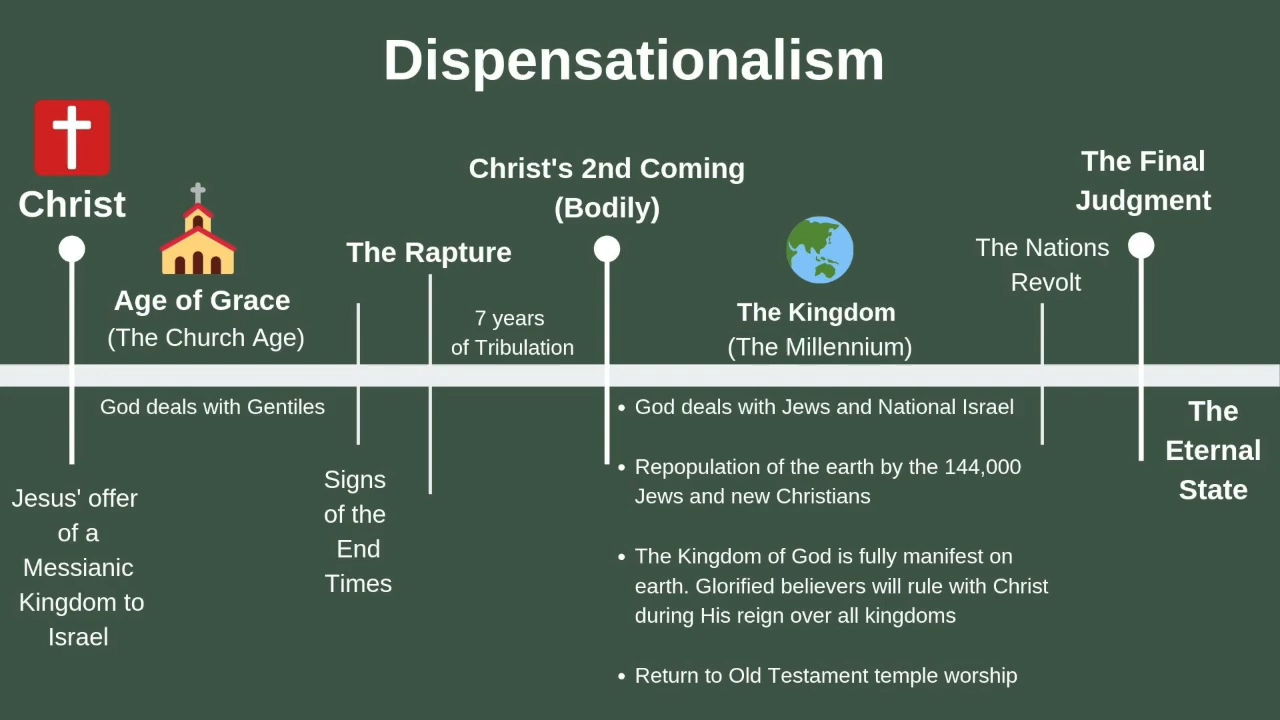 Dispensationalism
Christ
Age of Grace
(The Church Age)
God deals with Gentiles
Jesus' offer
of a
Messianic
Kingdom to
Israel
Signs
of the
End
Times
The Rapture
7 years
of Tribulation
Christ's 2nd Coming
(Bodily)
The Kingdom
(The Millennium)
• God deals with Jews and National Israel
• Repopulation of the earth by the 144,000
Jews and new Christians
• The Kingdom of God is fully manifest on
earth. Glorified believers will rule with Christ
during His reign over all kingdoms
• Return to Old Testament temple worship
The Nations
Revolt
The Final
Judgment
The
Eternal
State